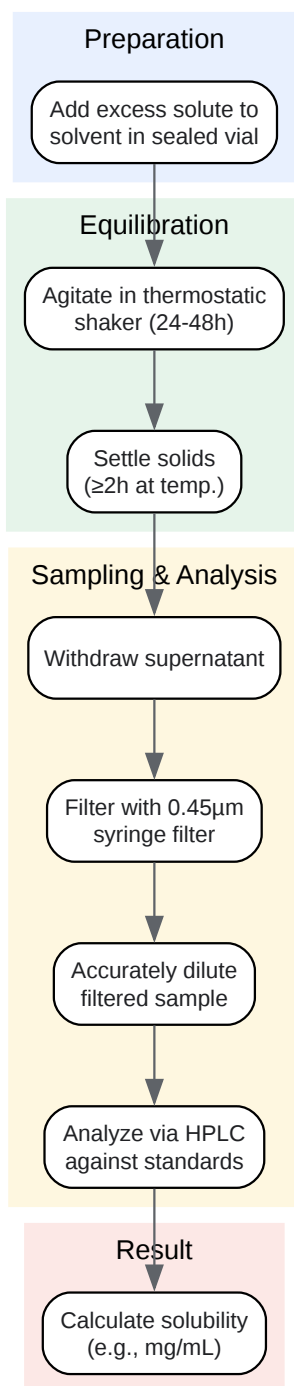 Preparation
Add excess solute to
solvent in sealed vial
Equilibration
Agitate in thermostatic
shaker (24-48h)
Settle solids
(≥2h at temp.)
Sampling & Analysis
Withdraw supernatant
Filter with 0.45µm
syringe filter
Accurately dilute
filtered sample
Analyze via HPLC
against standards
Result
Calculate solubility
(e.g., mg/mL)